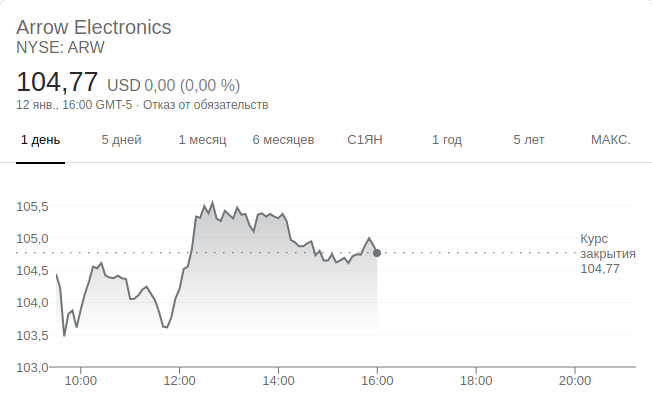 Arrow Electronics
NYSE: ARW
104,77 USD 0,00 (0,00 %)
12 янв., 16:00 GMT-5 · Отказ от обязательств
1 день 5 дней 1 месяц 6 месяцев С1ЯН 1 год 5 лет МАКС.
105,5
105,0
104,5
104,0
103,5
103,0
Курс
закрытия
104,77
10:00 12:00 14:00 16:00 18:00 20:00